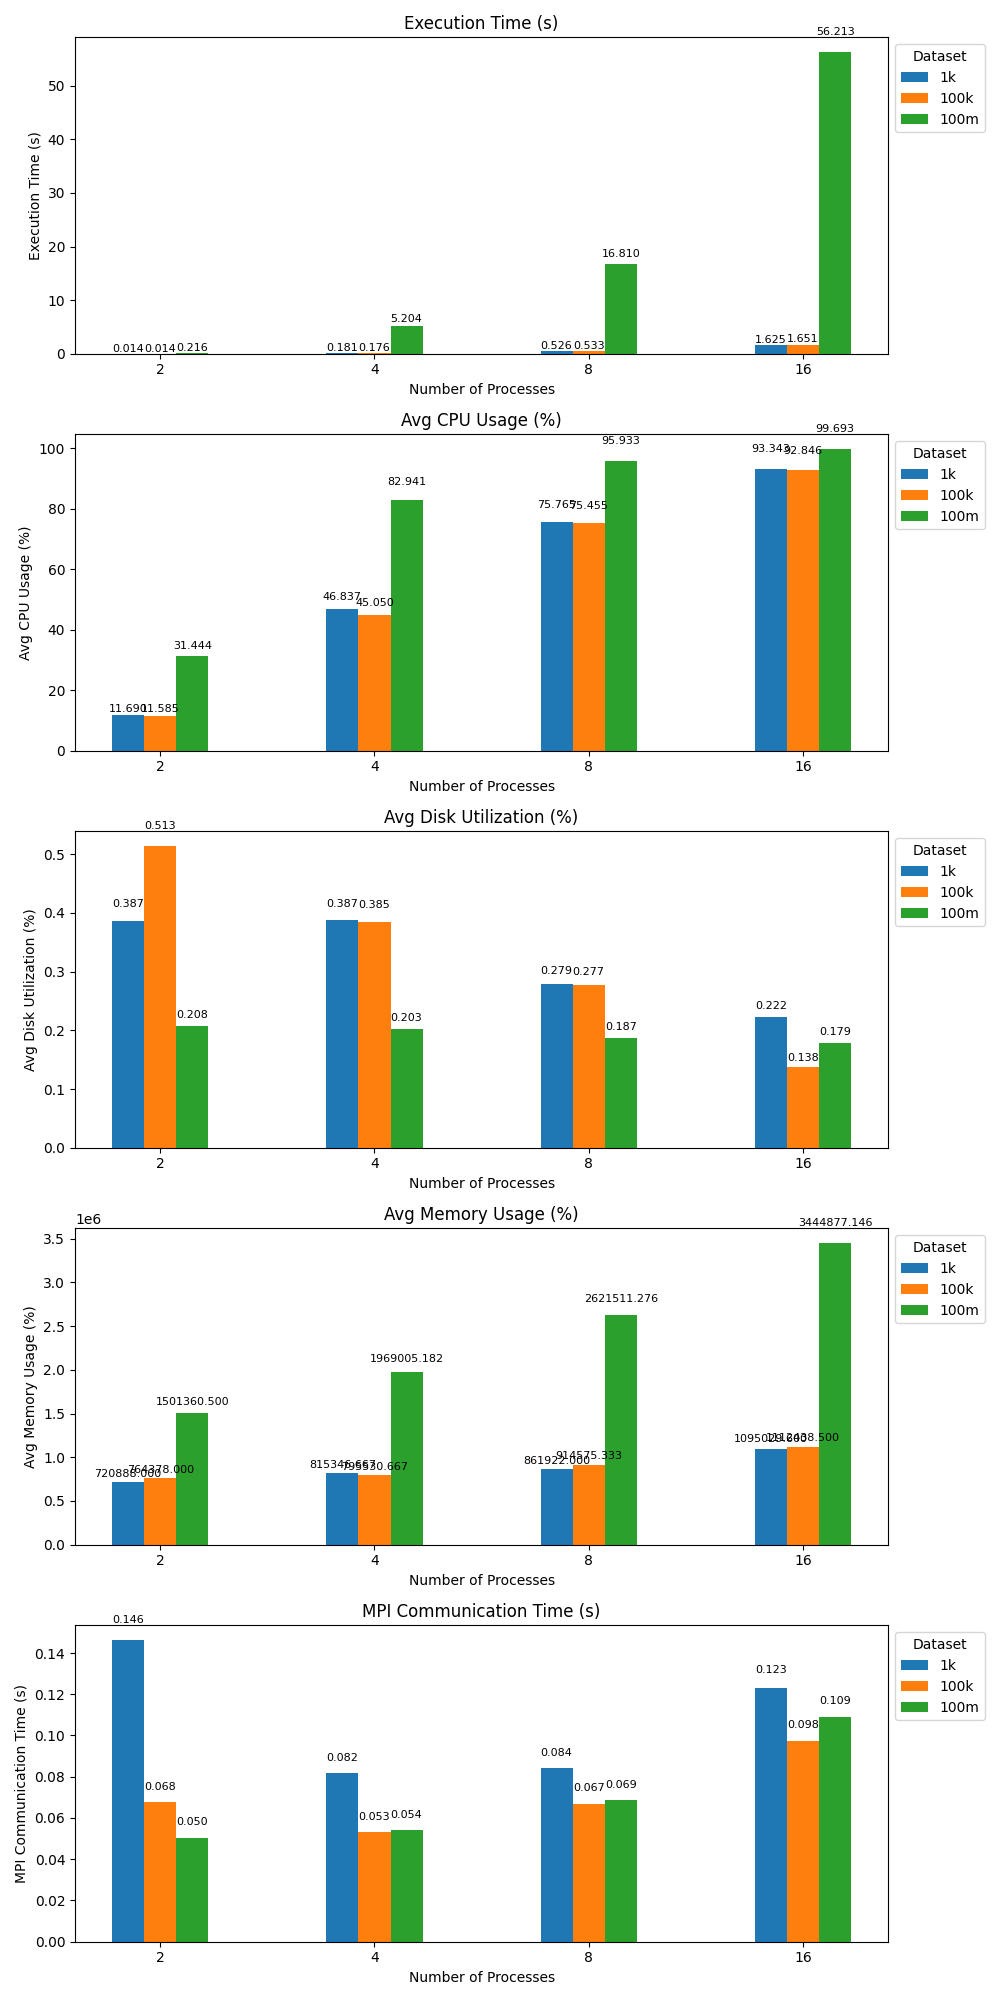 Execution Time (s)
56.213
Dataset
1k
100k
100m
50
40
30
20
10
0
Execution Time (s)
0.014 0.014 0.216
0.181 0.176 5.204
0.526 0.533 16.810
1.625 1.651
2 4 8 16
Number of Processes
Avg CPU Usage (%)
99.693
Dataset
1k
100k
100m
100
80
60
40
20
0
Avg CPU Usage (%)
11.690 11.585 31.444
46.837 45.050 82.941
75.767 75.455 95.933
93.343 92.846
2 4 8 16
Number of Processes
Avg Disk Utilization (%)
0.513
Dataset
1k
100k
100m
0.5
0.4
0.3
0.2
0.1
0.0
Avg Disk Utilization (%)
0.387 0.208
0.387 0.385 0.203
0.279 0.277 0.187
0.222 0.138 0.179
2 4 8 16
Number of Processes
1e6
Avg Memory Usage (%)
3444877.146
Dataset
1k
100k
100m
3.5
3.0
2.5
2.0
1.5
1.0
0.5
0.0
Avg Memory Usage (%)
764378.000 1501360.500
1969005.182
861922.000 914575.333 2621511.276
2 4 8 16
Number of Processes
MPI Communication Time (s)
0.146
Dataset
1k
100k
100m
0.14
0.12
0.10
0.08
0.06
0.04
0.02
0.00
MPI Communication Time (s)
0.068 0.050
0.082 0.053 0.054
0.084 0.067 0.069
0.123 0.098 0.109
2 4 8 16
Number of Processes